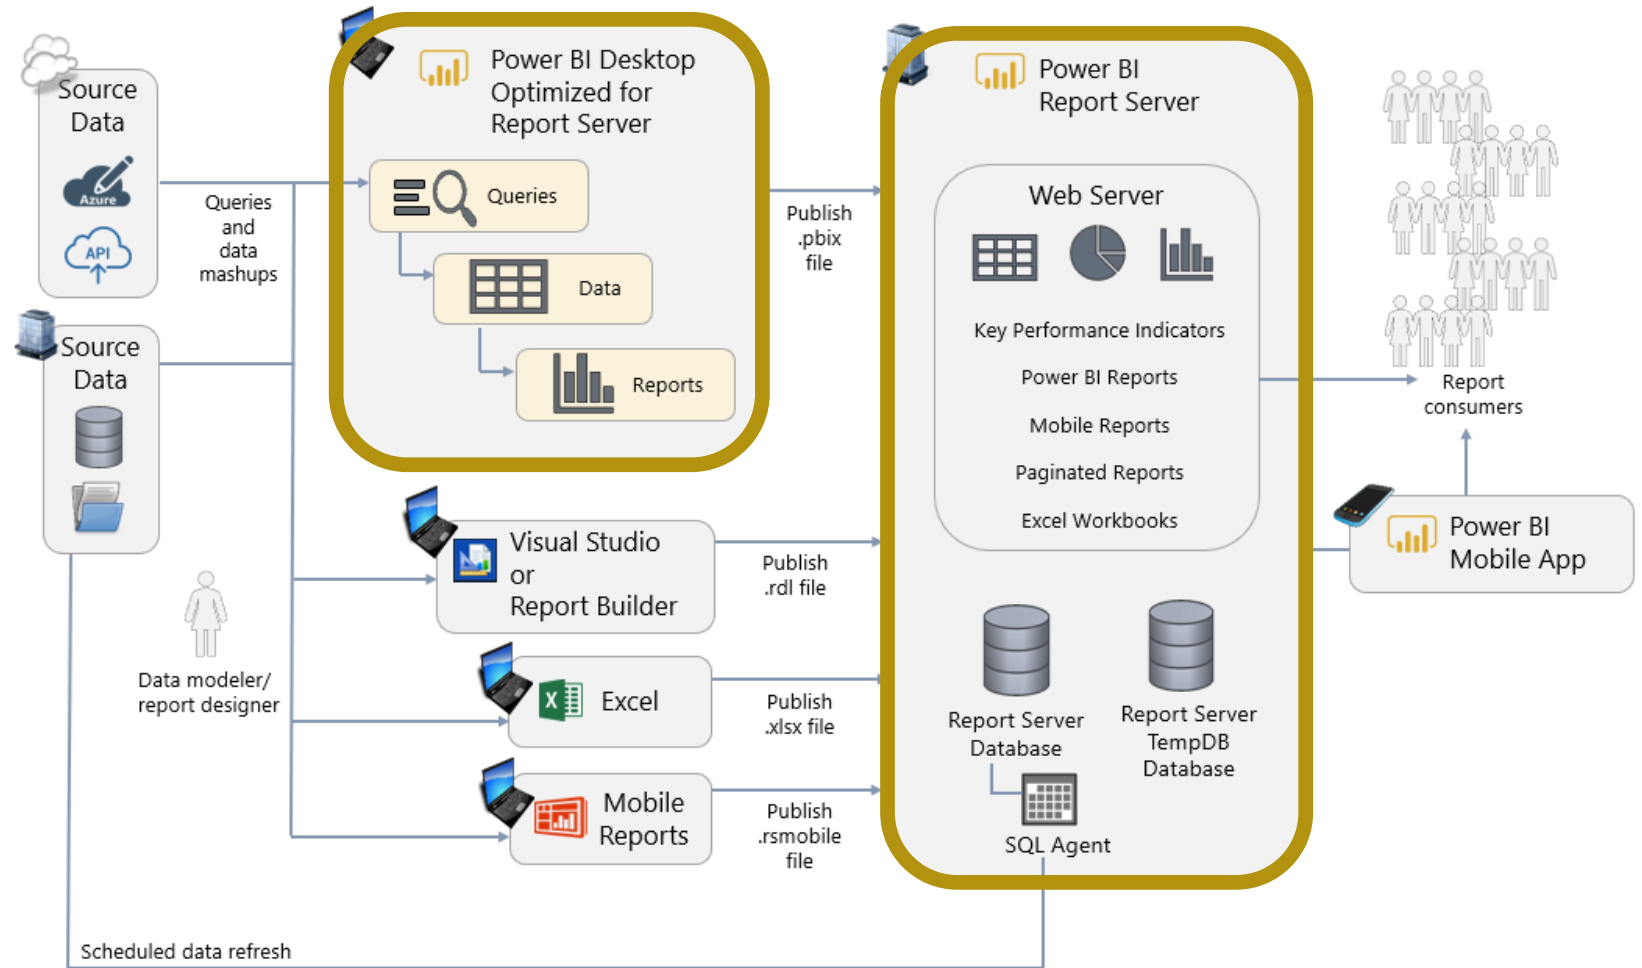 Source
Data
Azure
API
Source
Data
Queries
and
data
mashups
Data modeler/
report designer
Scheduled data refresh
Power BI Desktop
Optimized for
Report Server
Queries
Data
Reports
Visual Studio
or
Report Builder
Excel
Mobile
Reports
Publish
.pbix
file
Publish
.rdl file
Publish
.xlsx file
Publish
.rsmobile
file
Power BI
Report Server
Web Server
Key Performance Indicators
Power BI Reports
Mobile Reports
Paginated Reports
Excel Workbooks
Report Server
Database
Report Server
TempDB
Database
SQL Agent
Report
consumers
Power BI
Mobile App